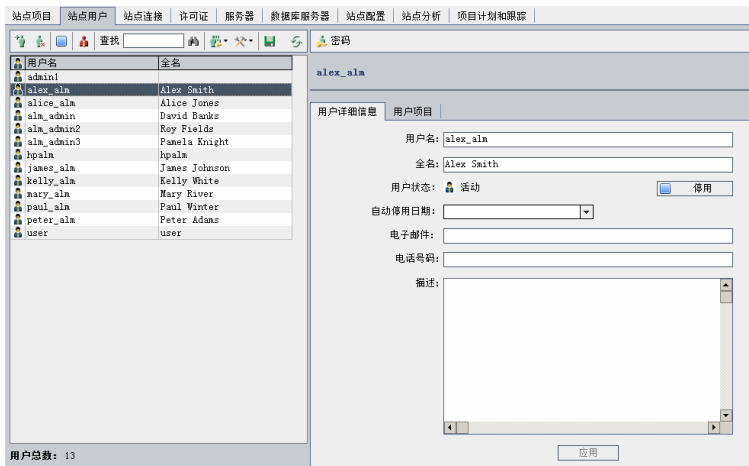 站点项目 站点用户 站点连接 许可证 服务器 数据库服务器 站点配置 站点分析 项目计划和跟踪
查找
用户名 全名
admin1
alex_alm Alex Smith
alice_alm Alice Jones
alm_admin David Banks
alm_admin2 Roy Fields
alm_admin3 Pamela Knight
hpalm hpalm
james_alm James Johnson
kelly_alm Kelly White
mary_alm Mary River
paul_alm Paul Winter
peter_alm Peter Adams
user user
用户总数: 13
密码
alex_alm
用户详细信息 用户项目
用户名: alex_alm
全名: Alex Smith
用户状态: 活动 停用
自动停用日期:
电子邮件:
电话号码:
描述:
应用